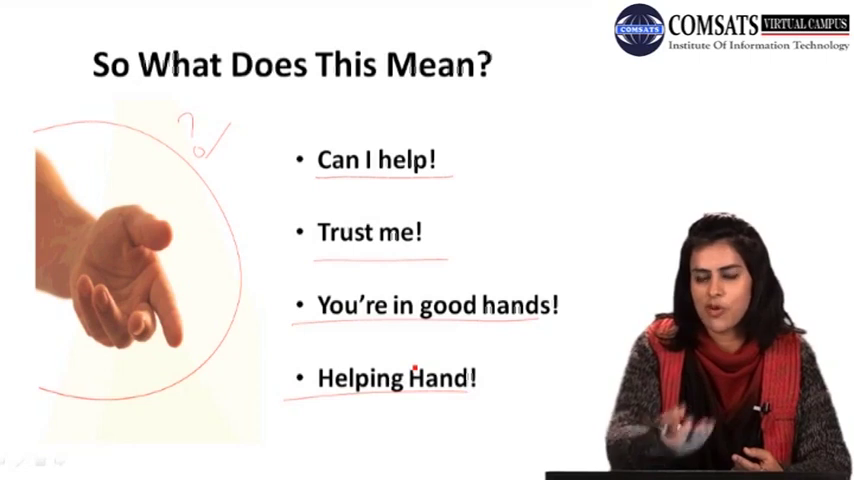 COMSATS VIRTUAL CAMPUS
COMSATS
Institute Of Information Technology
So What Does This Mean?
?
• Can I help!
• Trust me!
• You're in good hands!
• Helping Hand!